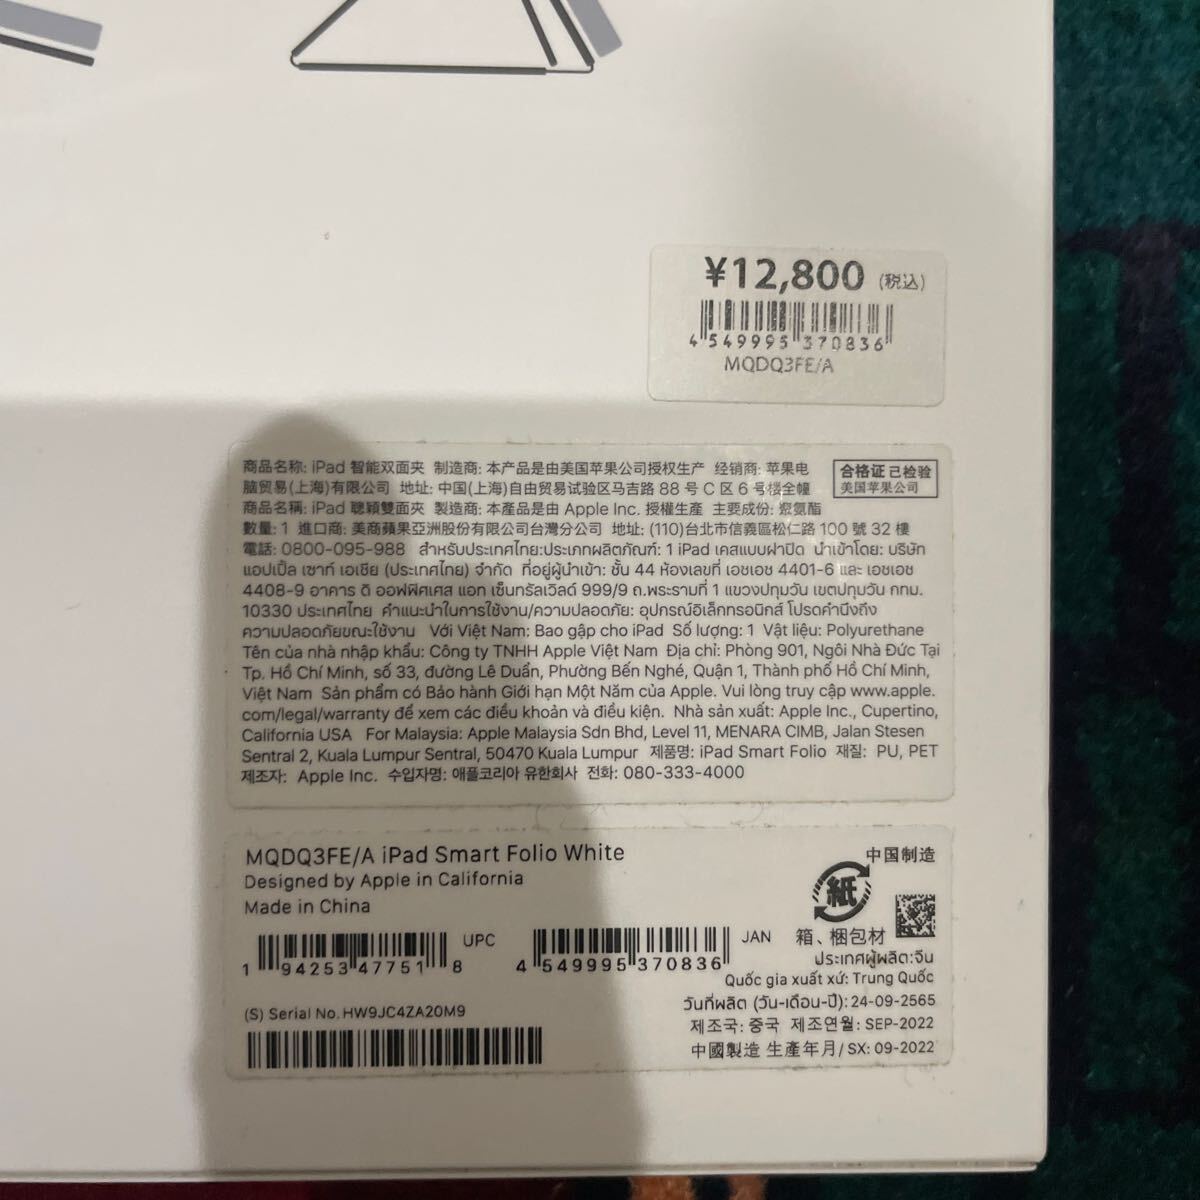 ¥12,800 (税込)
4 549995 370836
MQDQ3FE/A
商品名称: iPad 智能双面夹 制造商: 本产品是由美国苹果公司授权生产 经销商: 苹果电
脑贸易(上海)有限公司 地址: 中国(上海)自由贸易试验区马吉路 88 号 C 区 6 号楼全幢
合格证 已检验
美国苹果公司
商品名稱: iPad 聰穎雙面夾 製造商: 本產品是由 Apple Inc. 授權生產 主要成份: 聚氨酯
數量: 1 進口商: 美商蘋果亞洲股份有限公司台灣分公司 地址: (110)台北市信義區松仁路 100 號 32 樓
電話: 0800-095-988 สำหรับประเทศไทย:ประเภทผลิตภัณฑ์: 1 iPad เคสแบบฝาปิด นำเข้าโดย: บริษัท
แอปเปิ้ล เซาท์ เอเชีย (ประเทศไทย) จำกัด ที่อยู่ผู้นำเข้า: ชั้น 44 ห้องเลขที่ เอชเอช 4401-6 และ เอชเอช
4408-9 อาคาร ดิ ออฟฟิศเศส แอท เซ็นทรัลเวิลด์ 999/9 ถ.พระรามที่ 1 แขวงปทุมวัน เขตปทุมวัน กทม.
10330 ประเทศไทย คำแนะนำในการใช้งาน/ความปลอดภัย: อุปกรณ์อิเล็กทรอนิกส์ โปรดคำนึงถึง
ความปลอดภัยขณะใช้งาน Với Việt Nam: Bao gập cho iPad Số lượng: 1 Vật liệu: Polyurethane
Tên của nhà nhập khẩu: Công ty TNHH Apple Việt Nam Địa chỉ: Phòng 901, Ngôi Nhà Đức Tại
Tp. Hồ Chí Minh, số 33, đường Lê Duẩn, Phường Bến Nghé, Quận 1, Thành phố Hồ Chí Minh,
Việt Nam Sản phẩm có Bảo hành Giới hạn Một Năm của Apple. Vui lòng truy cập www.apple.
com/legal/warranty để xem các điều khoản và điều kiện. Nhà sản xuất: Apple Inc., Cupertino,
California USA For Malaysia: Apple Malaysia Sdn Bhd, Level 11, MENARA CIMB, Jalan Stesen
Sentral 2, Kuala Lumpur Sentral, 50470 Kuala Lumpur 제품명: iPad Smart Folio 재질: PU, PET
제조자: Apple Inc. 수입자명: 애플코리아 유한회사 전화: 080-333-4000
MQDQ3FE/A iPad Smart Folio White
Designed by Apple in California
Made in China
中国制造
紙
箱、梱包材
UPC
1 94253 47751 8
JAN
4 549995 370836
ประเทศผู้ผลิต:จีน
Quốc gia xuất xứ: Trung Quốc
วันที่ผลิต (วัน-เดือน-ปี): 24-09-2565
제조국: 중국 제조연월: SEP-2022
中國製造 生產年月/SX: 09-2022
(S) Serial No. HW9JC4ZA20M9